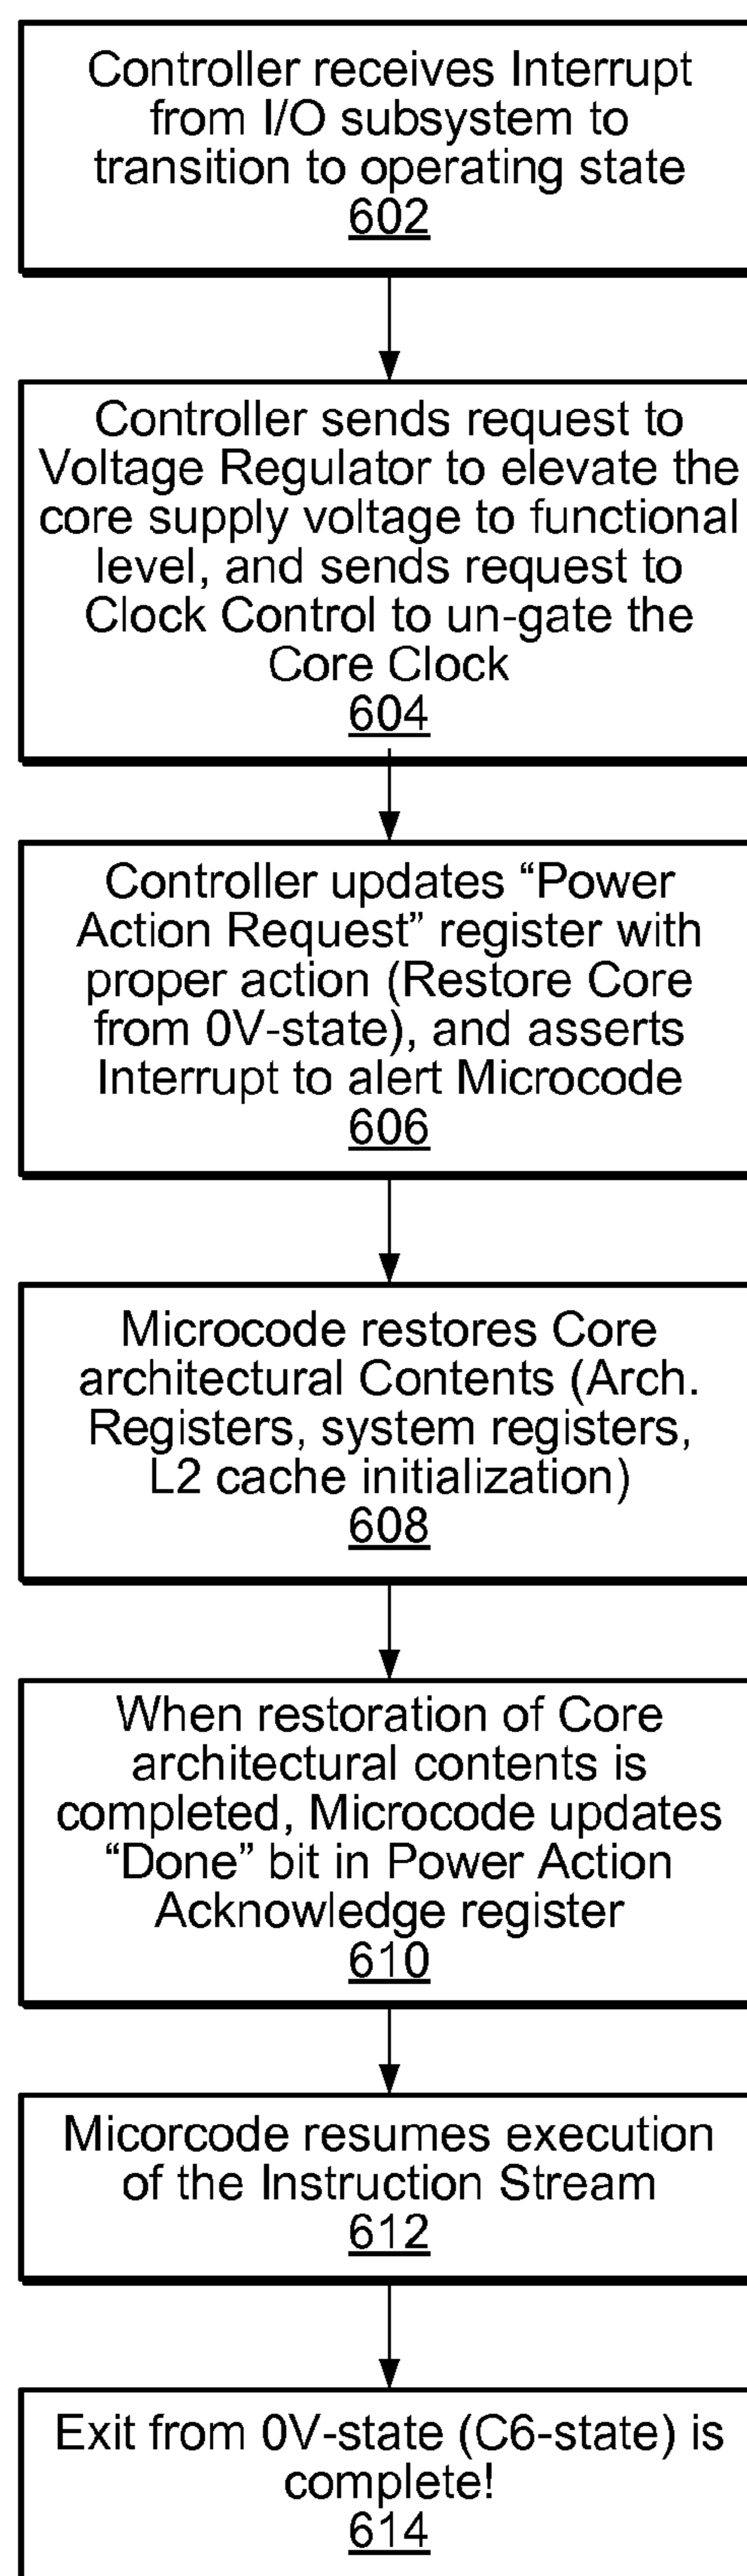 Controller receives Interrupt
from I/O subsystem to
transition to operating state
602
Controller sends request to
Voltage Regulator to elevate the
core supply voltage to functional
level, and sends request to
Clock Control to un-gate the
Core Clock
604
Controller updates “Power
Action Request” register with
proper action (Restore Core
from 0V-state), and asserts
Interrupt to alert Microcode
606
Microcode restores Core
architectural Contents (Arch.
Registers, system registers,
L2 cache initialization)
608
When restoration of Core
architectural contents is
completed, Microcode updates
“Done” bit in Power Action
Acknowledge register
610
Micorcode resumes execution
of the Instruction Stream
612
Exit from 0V-state (C6-state) is
complete!
614